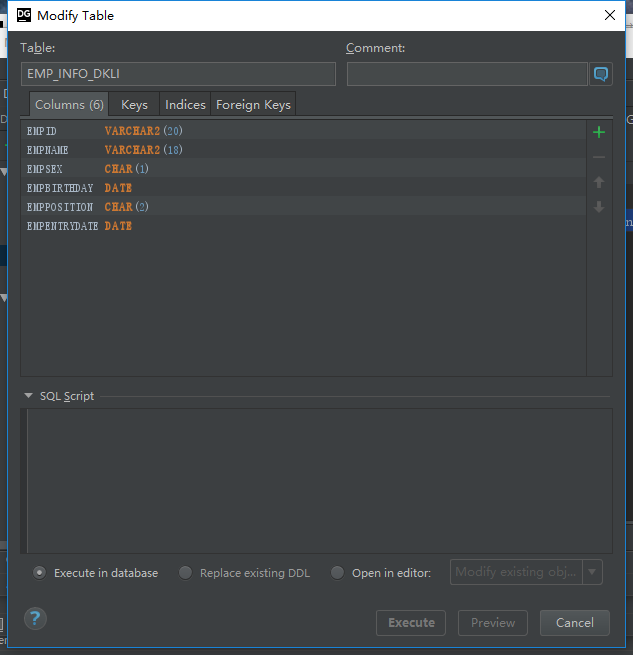 DG Modify Table
Table:
Comment:
EMP_INFO_DKLI
Columns (6) Keys Indices Foreign Keys
EMPID VARCHAR2(20)
EMPNAME VARCHAR2(18)
EMPSEX CHAR(1)
EMPBIRTHDAY DATE
EMPPOSITION CHAR(2)
EMPENTRYDATE DATE
SQL Script
Execute in database Replace existing DDL Open in editor: Modify existing obj...
? Execute Preview Cancel